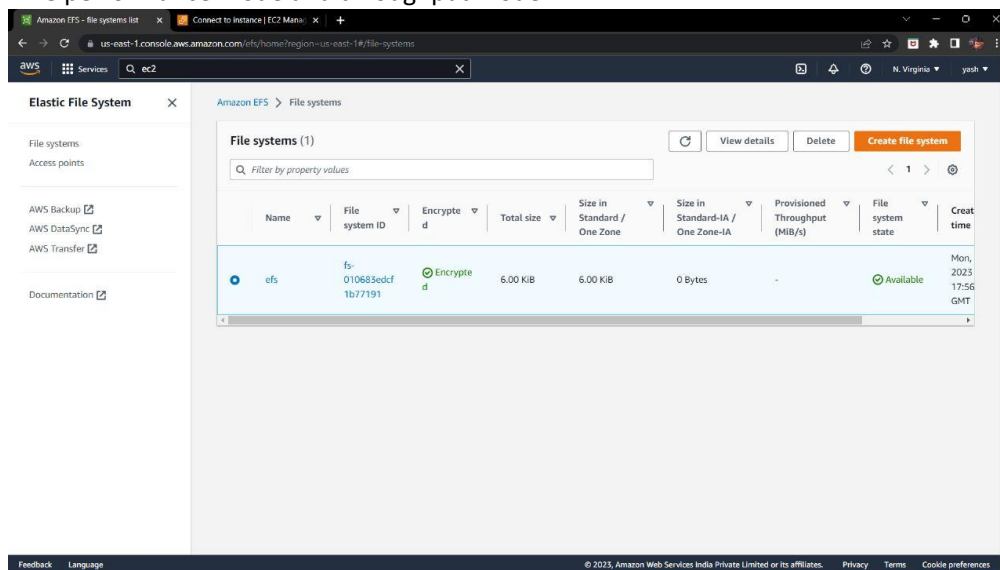 Amazon EFS - file systems list
Connect to instance | EC2 Manag
us-east-1.console.aws.amazon.com/efs/home?region=us-east-1#/file-systems
aws Services ec2 N. Virginia yash
Elastic File System
File systems
Access points
AWS Backup
AWS DataSync
AWS Transfer
Documentation
Amazon EFS > File systems
File systems (1)
View details Delete Create file system
Filter by property values
< 1 >
Name
File
system ID
Encrypte
d
Total size
Size in
Standard /
One Zone
Size in
Standard-IA /
One Zone-IA
Provisioned
Throughput
(MiB/s)
File
system
state
Creat
time
efs
fs-
010683edcf
1b77191
Encrypte
d
6.00 KiB
6.00 KiB
0 Bytes
-
Available
Mon,
2023
17:56
GMT
Feedback Language © 2023, Amazon Web Services India Private Limited or its affiliates. Privacy Terms Cookie preferences